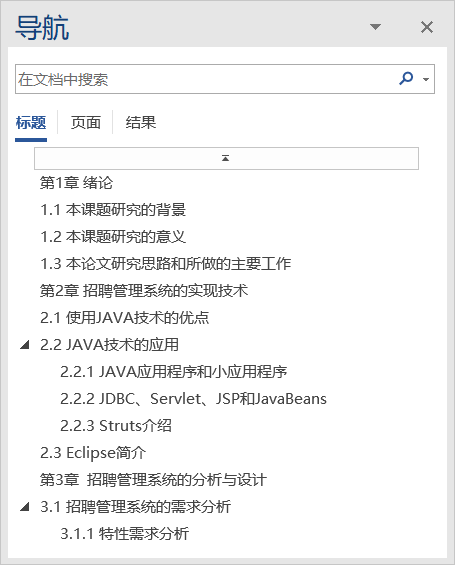 导航
在文档中搜索
标题 页面 结果
第1章 绪论
1.1 本课题研究的背景
1.2 本课题研究的意义
1.3 本论文研究思路和所做的主要工作
第2章 招聘管理系统的实现技术
2.1 使用JAVA技术的优点
2.2 JAVA技术的应用
2.2.1 JAVA应用程序和小应用程序
2.2.2 JDBC、Servlet、JSP和JavaBeans
2.2.3 Struts介绍
2.3 Eclipse简介
第3章  招聘管理系统的分析与设计
3.1 招聘管理系统的需求分析
3.1.1 特性需求分析